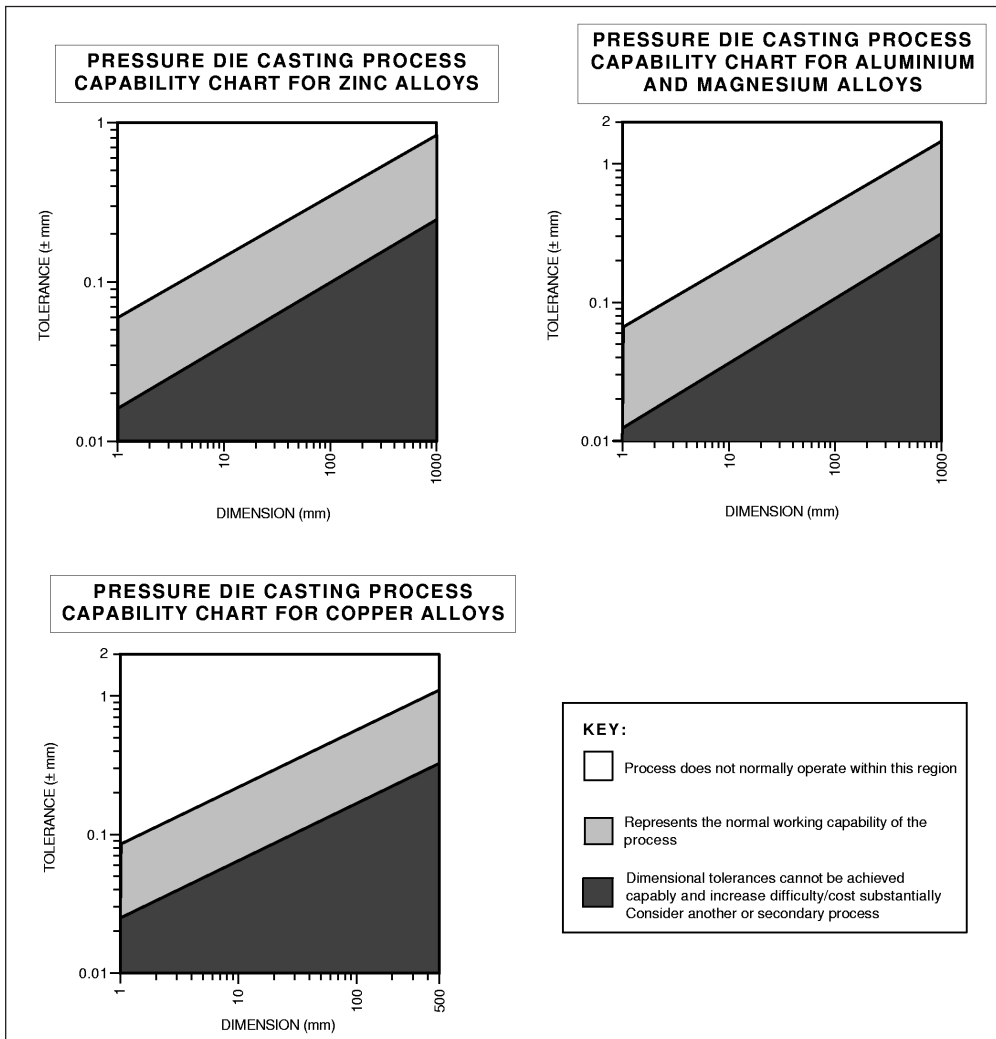 PRESSURE DIE CASTING PROCESS
CAPABILITY CHART FOR ZINC ALLOYS
1
0.1
0.01
TOLERANCE (± mm)
1
10
100
1000
DIMENSION (mm)
PRESSURE DIE CASTING PROCESS
CAPABILITY CHART FOR ALUMINIUM
AND MAGNESIUM ALLOYS
2
1
0.1
0.01
TOLERANCE (± mm)
1
10
100
1000
DIMENSION (mm)
PRESSURE DIE CASTING PROCESS
CAPABILITY CHART FOR COPPER ALLOYS
2
1
0.1
0.01
TOLERANCE (± mm)
1
10
100
500
DIMENSION (mm)
KEY:
Process does not normally operate within this region
Represents the normal working capability of the
process
Dimensional tolerances cannot be achieved
capably and increase difficulty/cost substantially
Consider another or secondary process